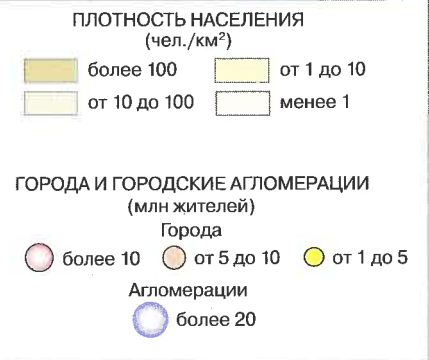 ПЛОТНОСТЬ НАСЕЛЕНИЯ
(чел./км²)
более 100 от 1 до 10
от 10 до 100 менее 1
ГОРОДА И ГОРОДСКИЕ АГЛОМЕРАЦИИ
(млн жителей)
Города
более 10 от 5 до 10 от 1 до 5
Агломерации
более 20